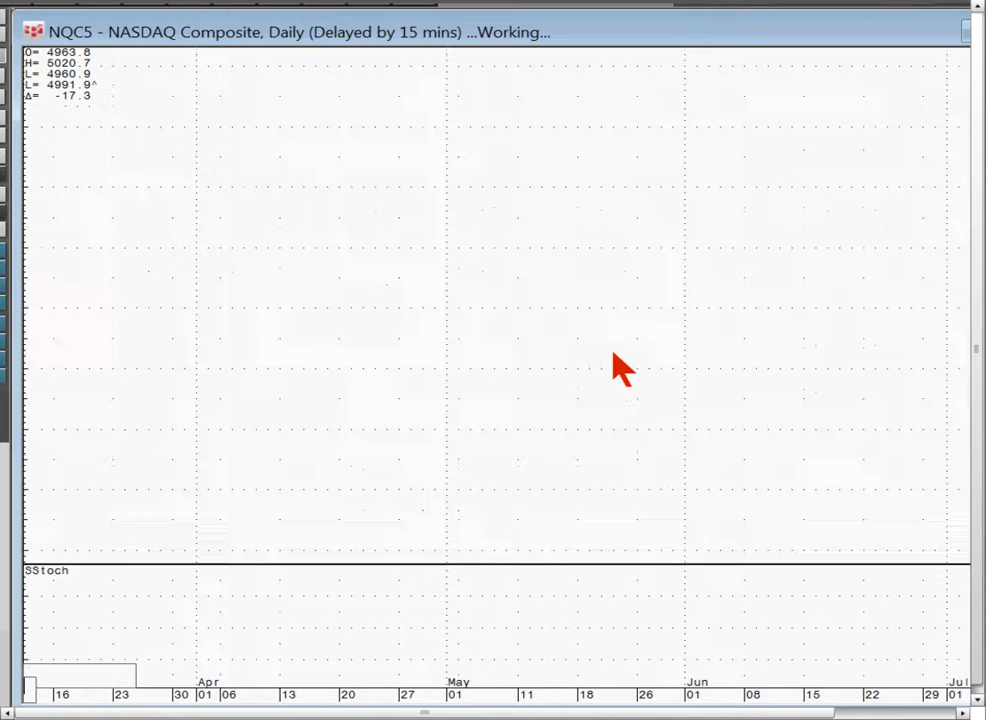 NQC5 - NASDAQ Composite, Daily (Delayed by 15 mins) ...Working...
O= 4963.8
H= 5020.7
L= 4960.9
L= 4991.9^
Δ= -17.3
SStoch
Apr May Jun Jul
16 23 30 01 06 13 20 27 01 11 18 26 01 08 15 22 29 01